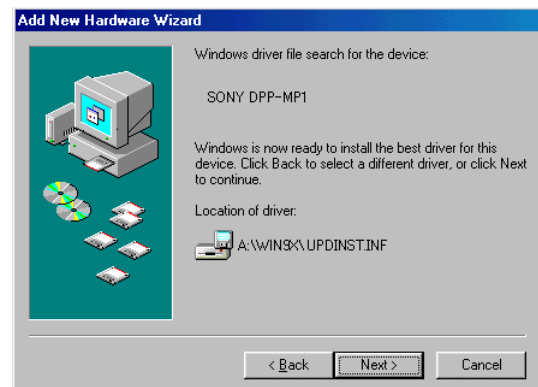 Add New Hardware Wizard
Windows driver file search for the device:
SONY DPP-MP1
Windows is now ready to install the best driver for this
device. Click Back to select a different driver, or click Next
to continue.
Location of driver:
A:\WIN9X\UPDINST.INF
< Back
Next >
Cancel